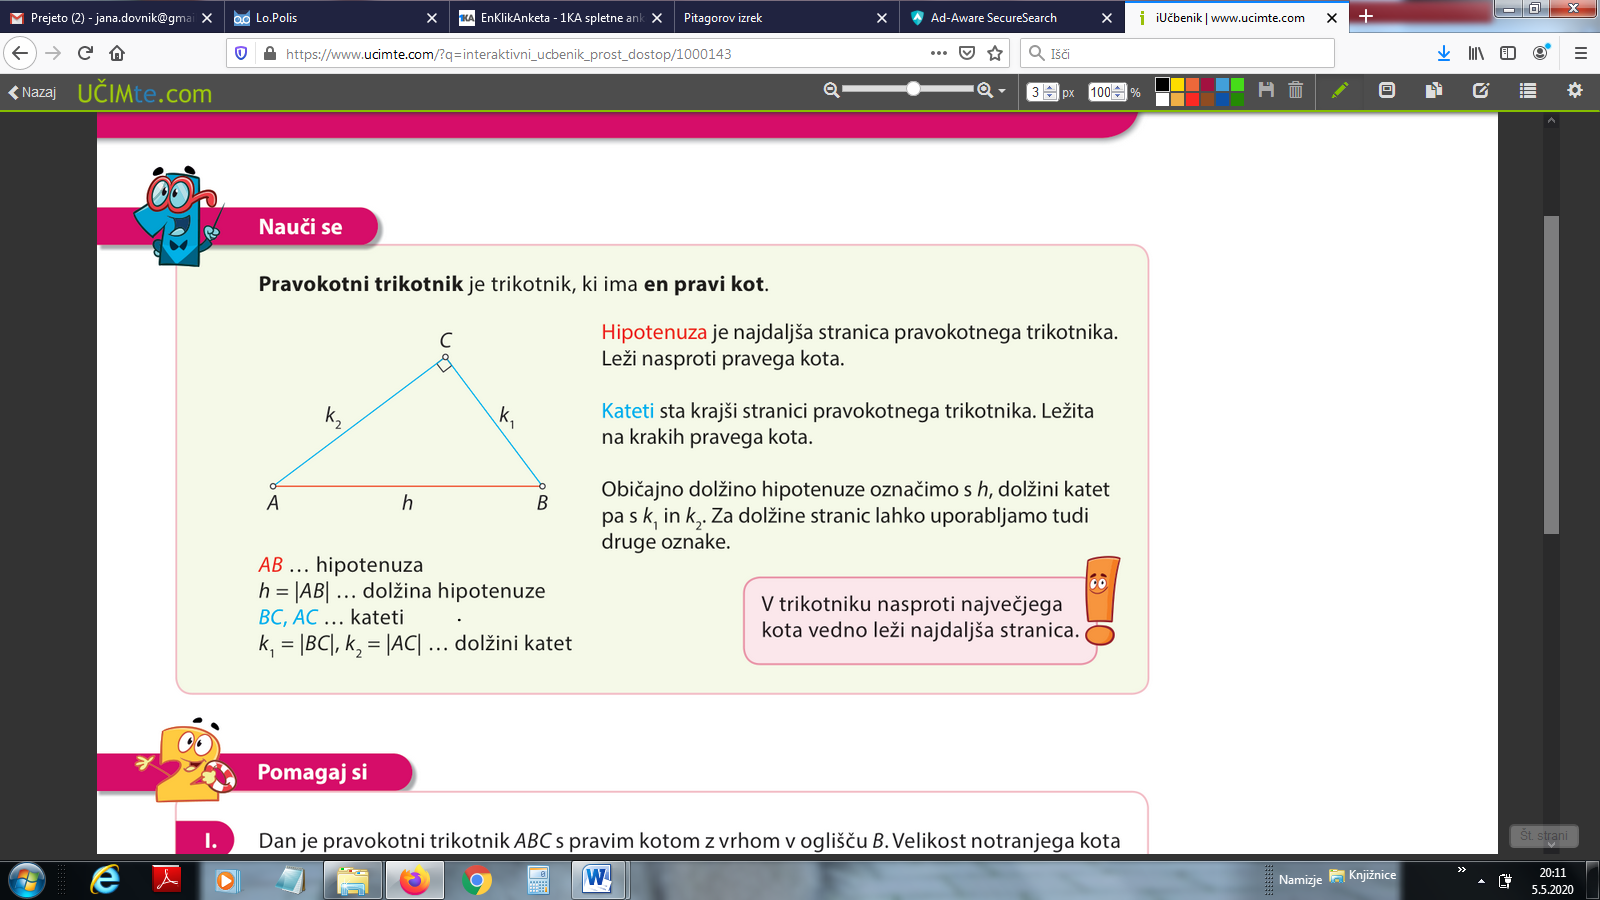 Prejeto (2) - jana.dovnik@gmai
Lo.Polis
EnKlikAnketa - 1KA spletne ank
Pitagorov izrek
Ad-Aware SecureSearch
iUčbenik | www.ucimte.com
https://www.ucimte.com/?q=interaktivni_ucbenik_prost_dostop/1000143
Išči
Nazaj
UČIMte.com
3 px
100 %
Nauči se
Pravokotni trikotnik je trikotnik, ki ima en pravi kot.
C
k₂
k₁
A
h
B
AB … hipotenuza
h = |AB| … dolžina hipotenuze
BC, AC … kateti
k₁ = |BC|, k₂ = |AC| … dolžini katet
Hipotenuza je najdaljša stranica pravokotnega trikotnika.
Leži nasproti pravega kota.
Kateti sta krajši stranici pravokotnega trikotnika. Ležita
na krakih pravega kota.
Običajno dolžino hipotenuze označimo s h, dolžini katet
pa s k₁ in k₂. Za dolžine stranic lahko uporabljamo tudi
druge oznake.
V trikotniku nasproti največjega
kota vedno leži najdaljša stranica.
Pomagaj si
I.
Dan je pravokotni trikotnik ABC s pravim kotom z vrhom v oglišču B. Velikost notranjega kota
Št. strani
Namizje
Knjižnice
»
20:11
5.5.2020